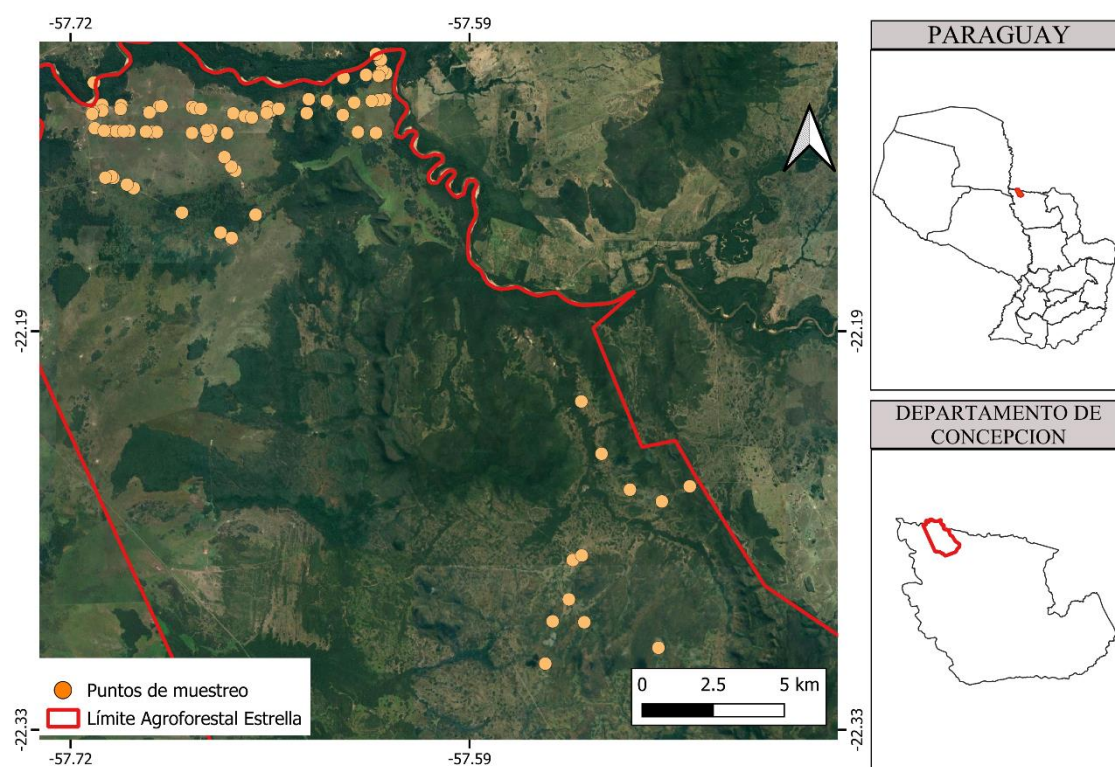 -57.72
-57.59
-22.19
-22.19
-22.33
-22.33
Puntos de muestreo
Límite Agroforestal Estrella
0 2.5 5 km
-57.72
-57.59
PARAGUAY
DEPARTAMENTO DE
CONCEPCION